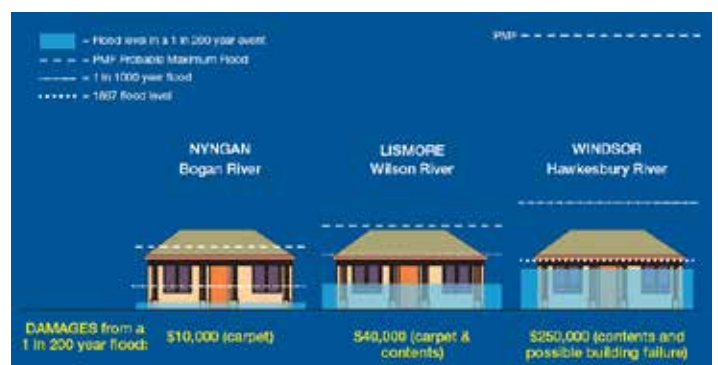 = Flood level in a 1 in 200 year event
= PMF Probable Maximum Flood
= 1 in 1000 year flood
= 1867 flood level
PMF
NYNGAN
Bogan River
LISMORE
Wilson River
WINDSOR
Hawkesbury River
DAMAGES from a
1 in 200 year flood:
$10,000 (carpet)
$40,000 (carpet &
contents)
$250,000 (contents and
possible building failure)